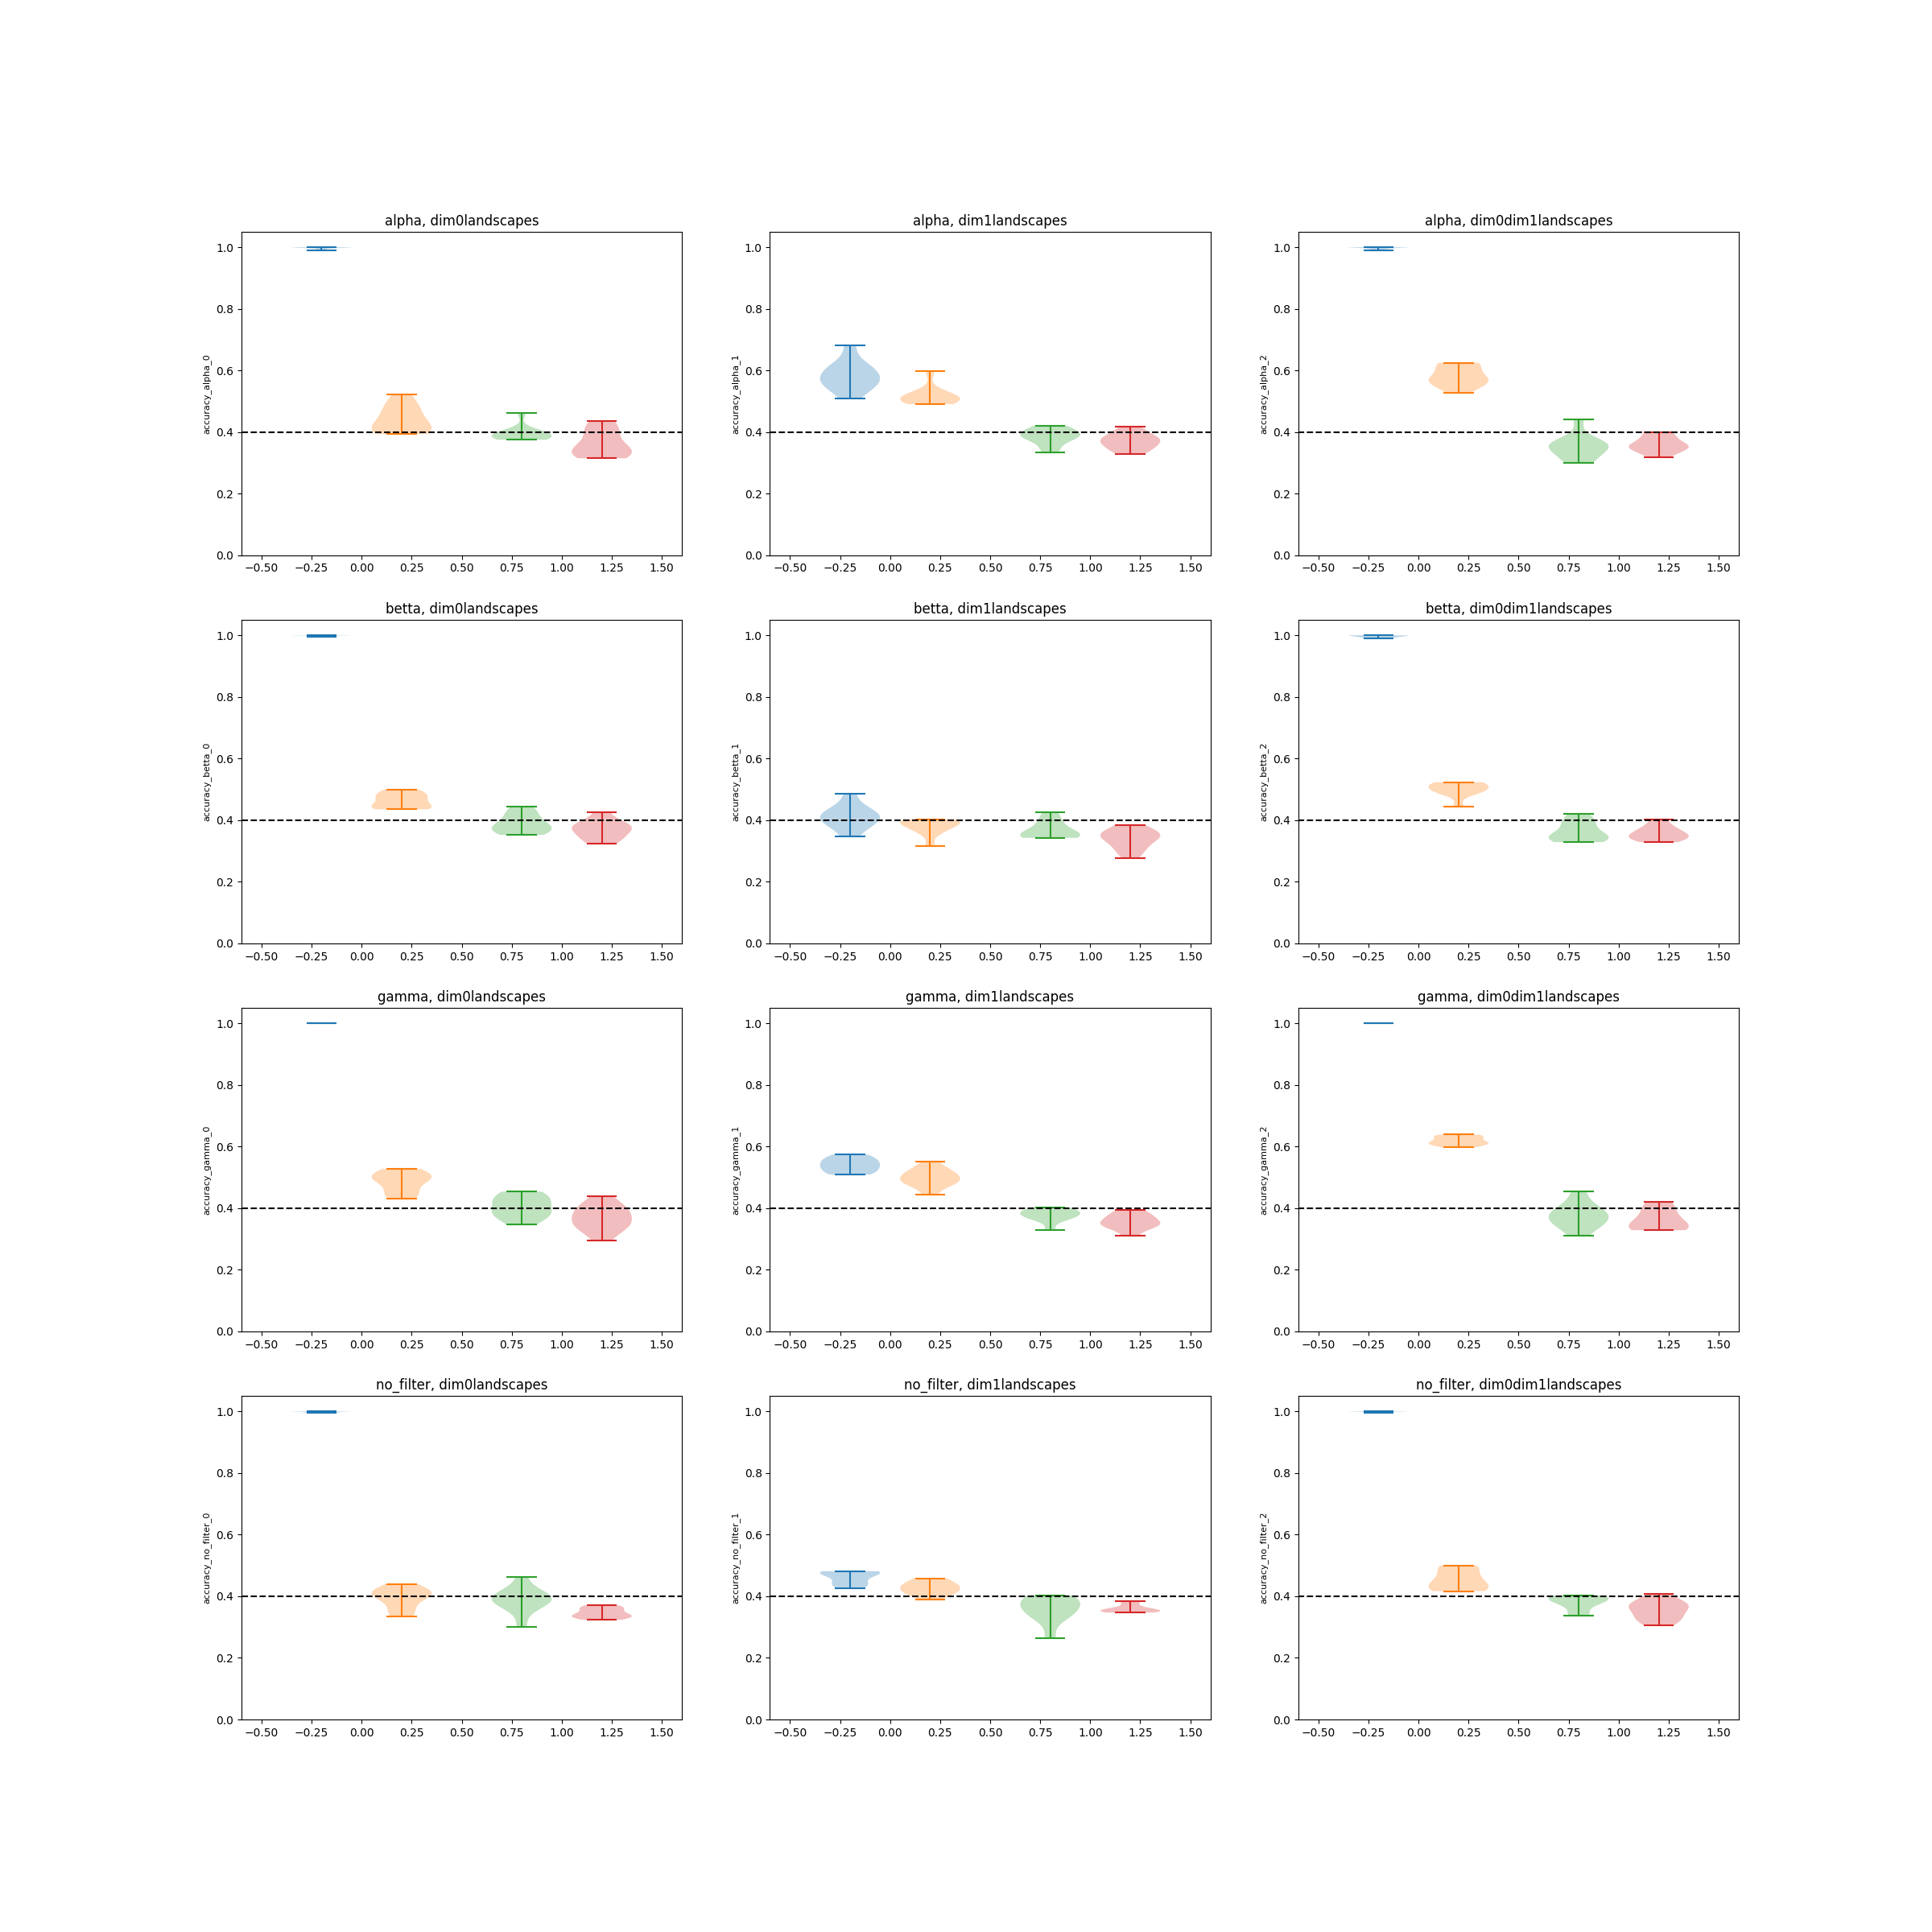 alpha, dim0landscapes
accuracy_alpha_0
1.0
0.8
0.6
0.4
0.2
0.0
−0.50 −0.25 0.00 0.25 0.50 0.75 1.00 1.25 1.50
alpha, dim1landscapes
accuracy_alpha_1
1.0
0.8
0.6
0.4
0.2
0.0
−0.50 −0.25 0.00 0.25 0.50 0.75 1.00 1.25 1.50
alpha, dim0dim1landscapes
accuracy_alpha_2
1.0
0.8
0.6
0.4
0.2
0.0
−0.50 −0.25 0.00 0.25 0.50 0.75 1.00 1.25 1.50
betta, dim0landscapes
accuracy_betta_0
1.0
0.8
0.6
0.4
0.2
0.0
−0.50 −0.25 0.00 0.25 0.50 0.75 1.00 1.25 1.50
betta, dim1landscapes
accuracy_betta_1
1.0
0.8
0.6
0.4
0.2
0.0
−0.50 −0.25 0.00 0.25 0.50 0.75 1.00 1.25 1.50
betta, dim0dim1landscapes
accuracy_betta_2
1.0
0.8
0.6
0.4
0.2
0.0
−0.50 −0.25 0.00 0.25 0.50 0.75 1.00 1.25 1.50
gamma, dim0landscapes
accuracy_gamma_0
1.0
0.8
0.6
0.4
0.2
0.0
−0.50 −0.25 0.00 0.25 0.50 0.75 1.00 1.25 1.50
gamma, dim1landscapes
accuracy_gamma_1
1.0
0.8
0.6
0.4
0.2
0.0
−0.50 −0.25 0.00 0.25 0.50 0.75 1.00 1.25 1.50
gamma, dim0dim1landscapes
accuracy_gamma_2
1.0
0.8
0.6
0.4
0.2
0.0
−0.50 −0.25 0.00 0.25 0.50 0.75 1.00 1.25 1.50
no_filter, dim0landscapes
accuracy_no_filter_0
1.0
0.8
0.6
0.4
0.2
0.0
−0.50 −0.25 0.00 0.25 0.50 0.75 1.00 1.25 1.50
no_filter, dim1landscapes
accuracy_no_filter_1
1.0
0.8
0.6
0.4
0.2
0.0
−0.50 −0.25 0.00 0.25 0.50 0.75 1.00 1.25 1.50
no_filter, dim0dim1landscapes
accuracy_no_filter_2
1.0
0.8
0.6
0.4
0.2
0.0
−0.50 −0.25 0.00 0.25 0.50 0.75 1.00 1.25 1.50